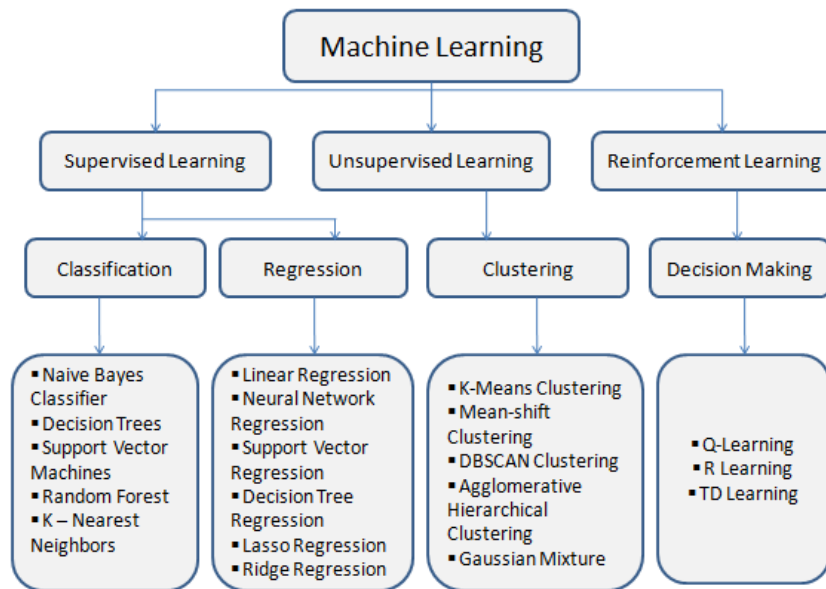 Machine Learning
Supervised Learning
Unsupervised Learning
Reinforcement Learning
Classification
Regression
Clustering
Decision Making
▪ Naive Bayes
Classifier
▪ Decision Trees
▪ Support Vector
Machines
▪ Random Forest
▪ K – Nearest
Neighbors
▪ Linear Regression
▪ Neural Network
Regression
▪ Support Vector
Regression
▪ Decision Tree
Regression
▪ Lasso Regression
▪ Ridge Regression
▪ K-Means Clustering
▪ Mean-shift
Clustering
▪ DBSCAN Clustering
▪ Agglomerative
Hierarchical
Clustering
▪ Gaussian Mixture
▪ Q-Learning
▪ R Learning
▪ TD Learning